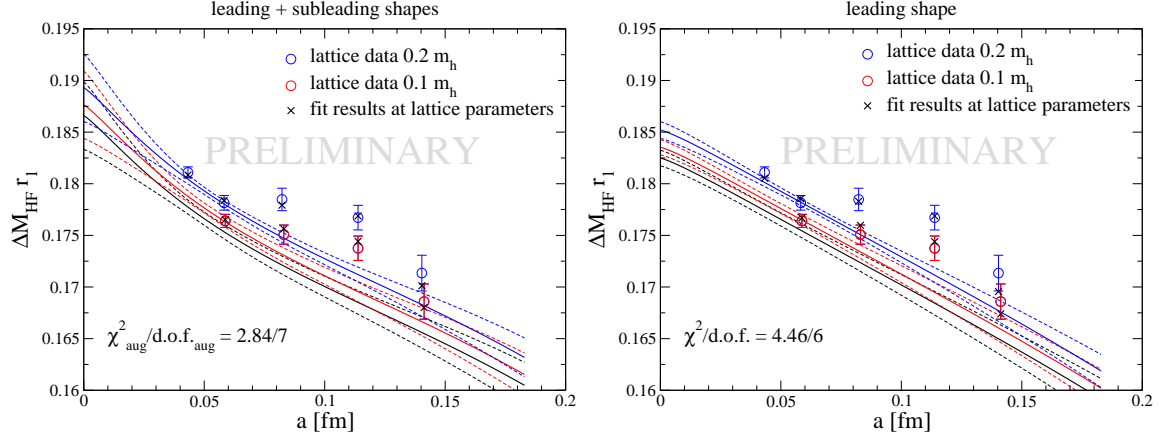 leading + subleading shapes
0.195
0.19
0.185
0.18
0.175
0.17
0.165
0.16
ΔM_HF r_1
lattice data 0.2 m_h
lattice data 0.1 m_h
fit results at lattice parameters
PRELIMINARY
χ²_aug/d.o.f._aug = 2.84/7
0 0.05 0.1 0.15 0.2
a [fm]
leading shape
0.195
0.19
0.185
0.18
0.175
0.17
0.165
0.16
ΔM_HF r_1
lattice data 0.2 m_h
lattice data 0.1 m_h
fit results at lattice parameters
PRELIMINARY
χ²/d.o.f. = 4.46/6
0 0.05 0.1 0.15 0.2
a [fm]